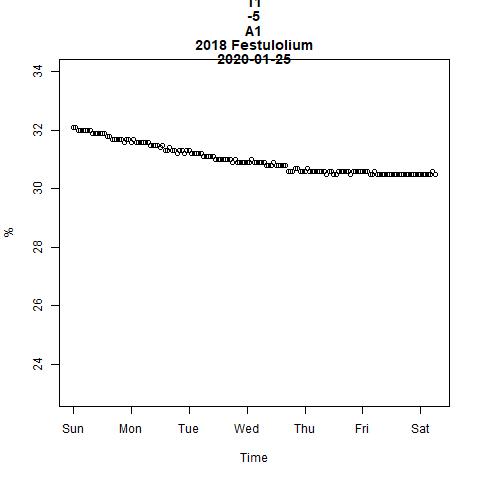 T1
-5
A1
2018 Festulolium
2020-01-25
34
32
30
28
26
24
%
Sun Mon Tue Wed Thu Fri Sat
Time